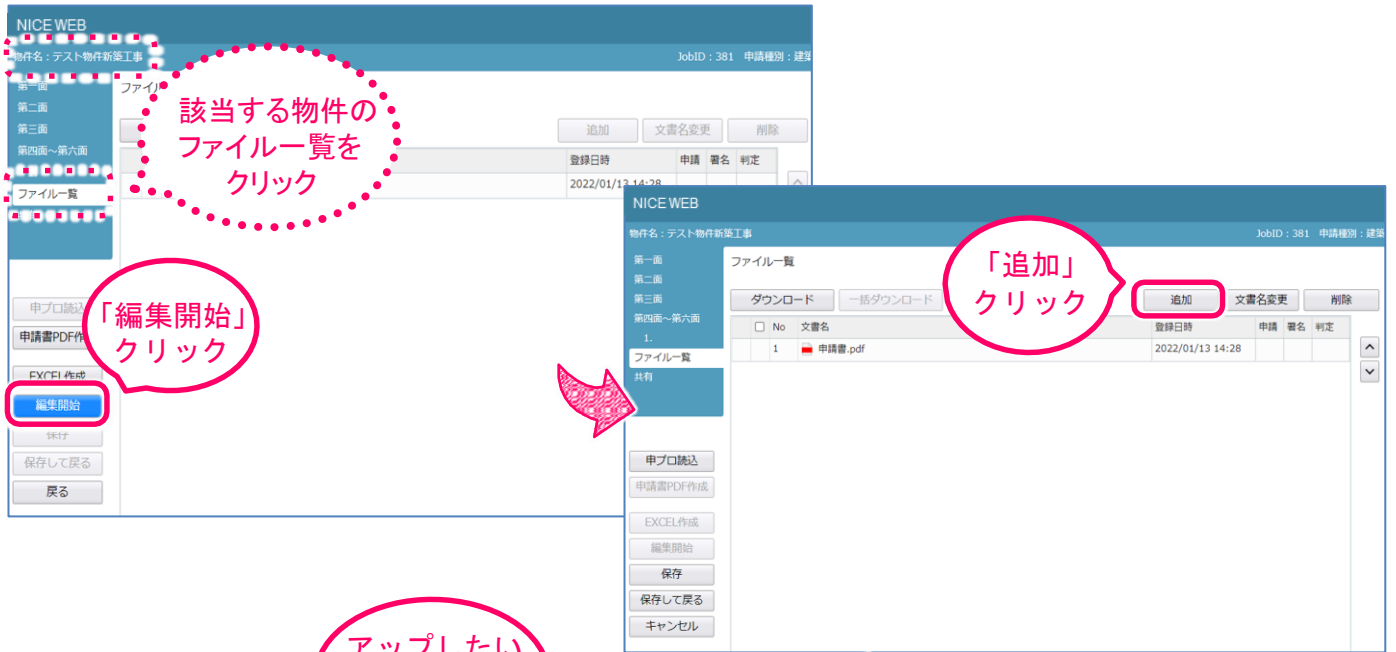 NICE WEB
物件名：テスト物件新築工事
JobID：381 申請種別：建築
第一面
第二面
第三面
第四面～第六面
ファイル一覧
該当する物件の
ファイル一覧を
クリック
追加 文書名変更 削除
登録日時 申請 署名 判定
2022/01/13 14:28
申プロ読込
申請書PDF作
EXCEL作成
編集開始
保存
保存して戻る
戻る
「編集開始」
クリック
NICE WEB
物件名：テスト物件新築工事
JobID：381 申請種別：建築
第一面
第二面
第三面
第四面～第六面
1.
ファイル一覧
共有
ファイル一覧
ダウンロード 一括ダウンロード 追加 文書名変更 削除
No 文書名 登録日時 申請 署名 判定
1 申請書.pdf 2022/01/13 14:28
「追加」
クリック
申プロ読込
申請書PDF作成
EXCEL作成
編集開始
保存
保存して戻る
キャンセル
アップしたい